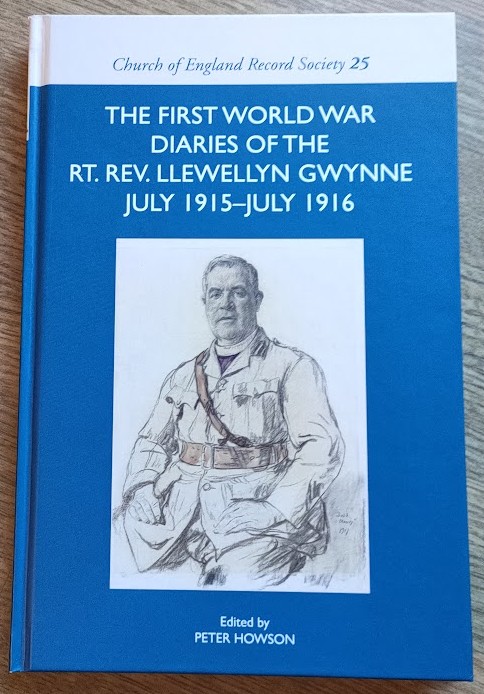 Church of England Record Society 25
THE FIRST WORLD WAR
DIARIES OF THE
RT. REV. LLEWELLYN GWYNNE
JULY 1915–JULY 1916
Edited by
PETER HOWSON